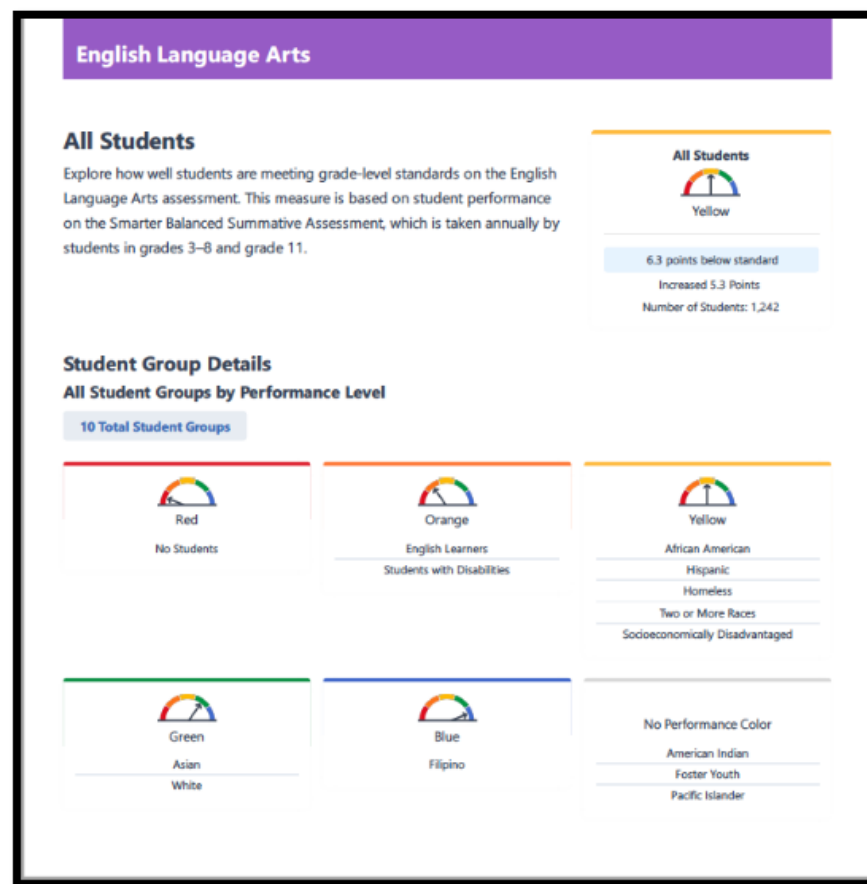 English Language Arts
All Students
Explore how well students are meeting grade-level standards on the English
Language Arts assessment. This measure is based on student performance
on the Smarter Balanced Summative Assessment, which is taken annually by
students in grades 3–8 and grade 11.
All Students
Yellow
6.3 points below standard
Increased 5.3 Points
Number of Students: 1,242
Student Group Details
All Student Groups by Performance Level
10 Total Student Groups
Red
No Students
Orange
English Learners
Students with Disabilities
Yellow
African American
Hispanic
Homeless
Two or More Races
Socioeconomically Disadvantaged
Green
Asian
White
Blue
Filipino
No Performance Color
American Indian
Foster Youth
Pacific Islander